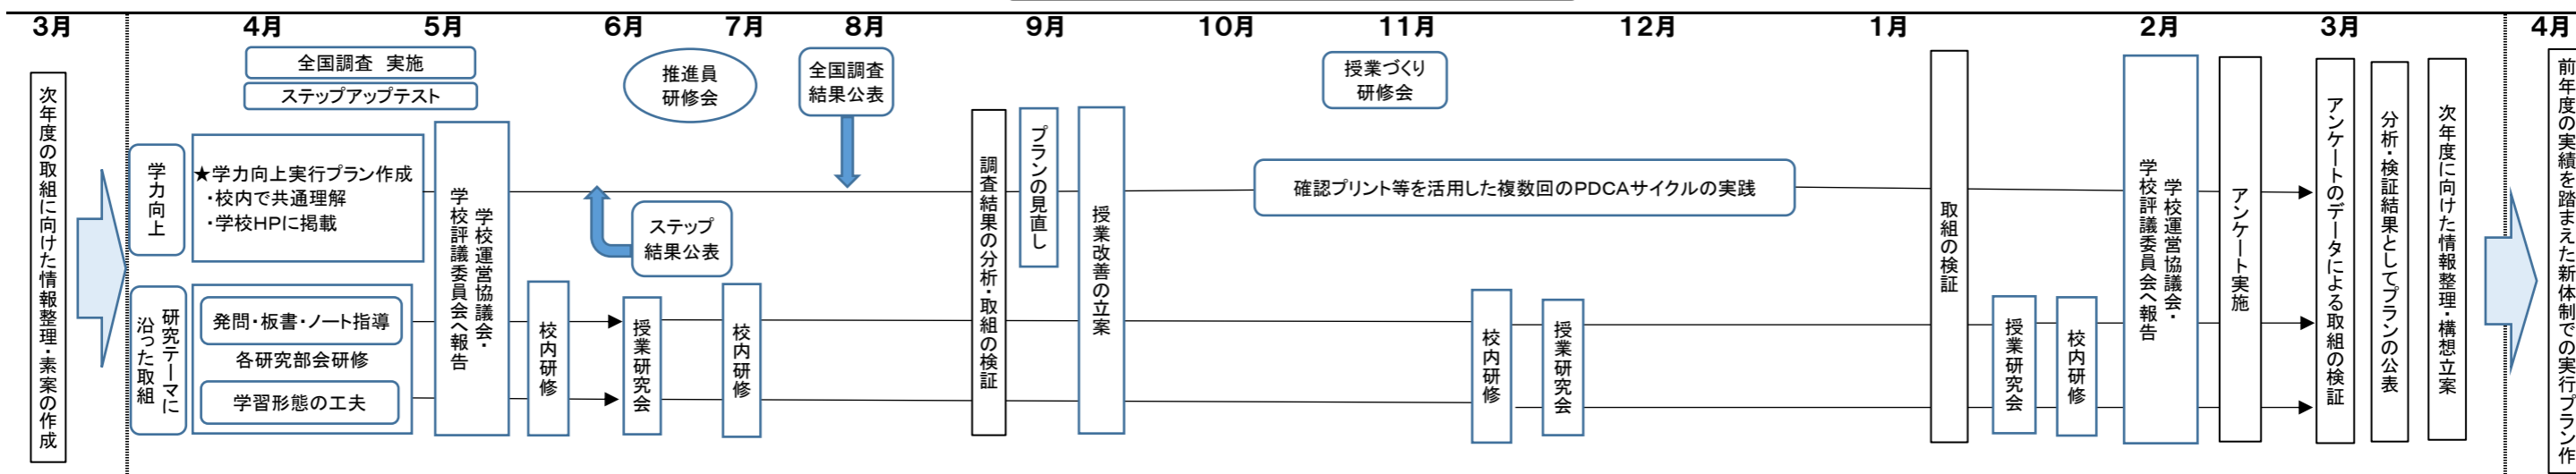 3月
4月
5月
6月
7月
8月
9月
10月
11月
12月
1月
2月
3月
4月
次年度の取組に向けた情報整理・素案の作成
全国調査 実施
ステップアップテスト
学力向上
★学力向上実行プラン作成
・校内で共通理解
・学校HPに掲載
研究テーマに
沿った取組
発問・板書・ノート指導
各研究部会研修
学習形態の工夫
学校運営協議会・
学校評議委員会へ報告
校内研修
推進員
研修会
ステップ
結果公表
授業研究会
校内研修
全国調査
結果公表
調査結果の分析・取組の検証
プランの見直し
授業改善の立案
授業づくり
研修会
確認プリント等を活用した複数回のPDCAサイクルの実践
校内研修
授業研究会
取組の検証
授業研究会
校内研修
学校運営協議会・
学校評議委員会へ報告
アンケート実施
アンケートのデータによる取組の検証
分析・検証結果としてプランの公表
次年度に向けた情報整理・構想立案
前年度の実績を踏まえた新体制での実行プラン作